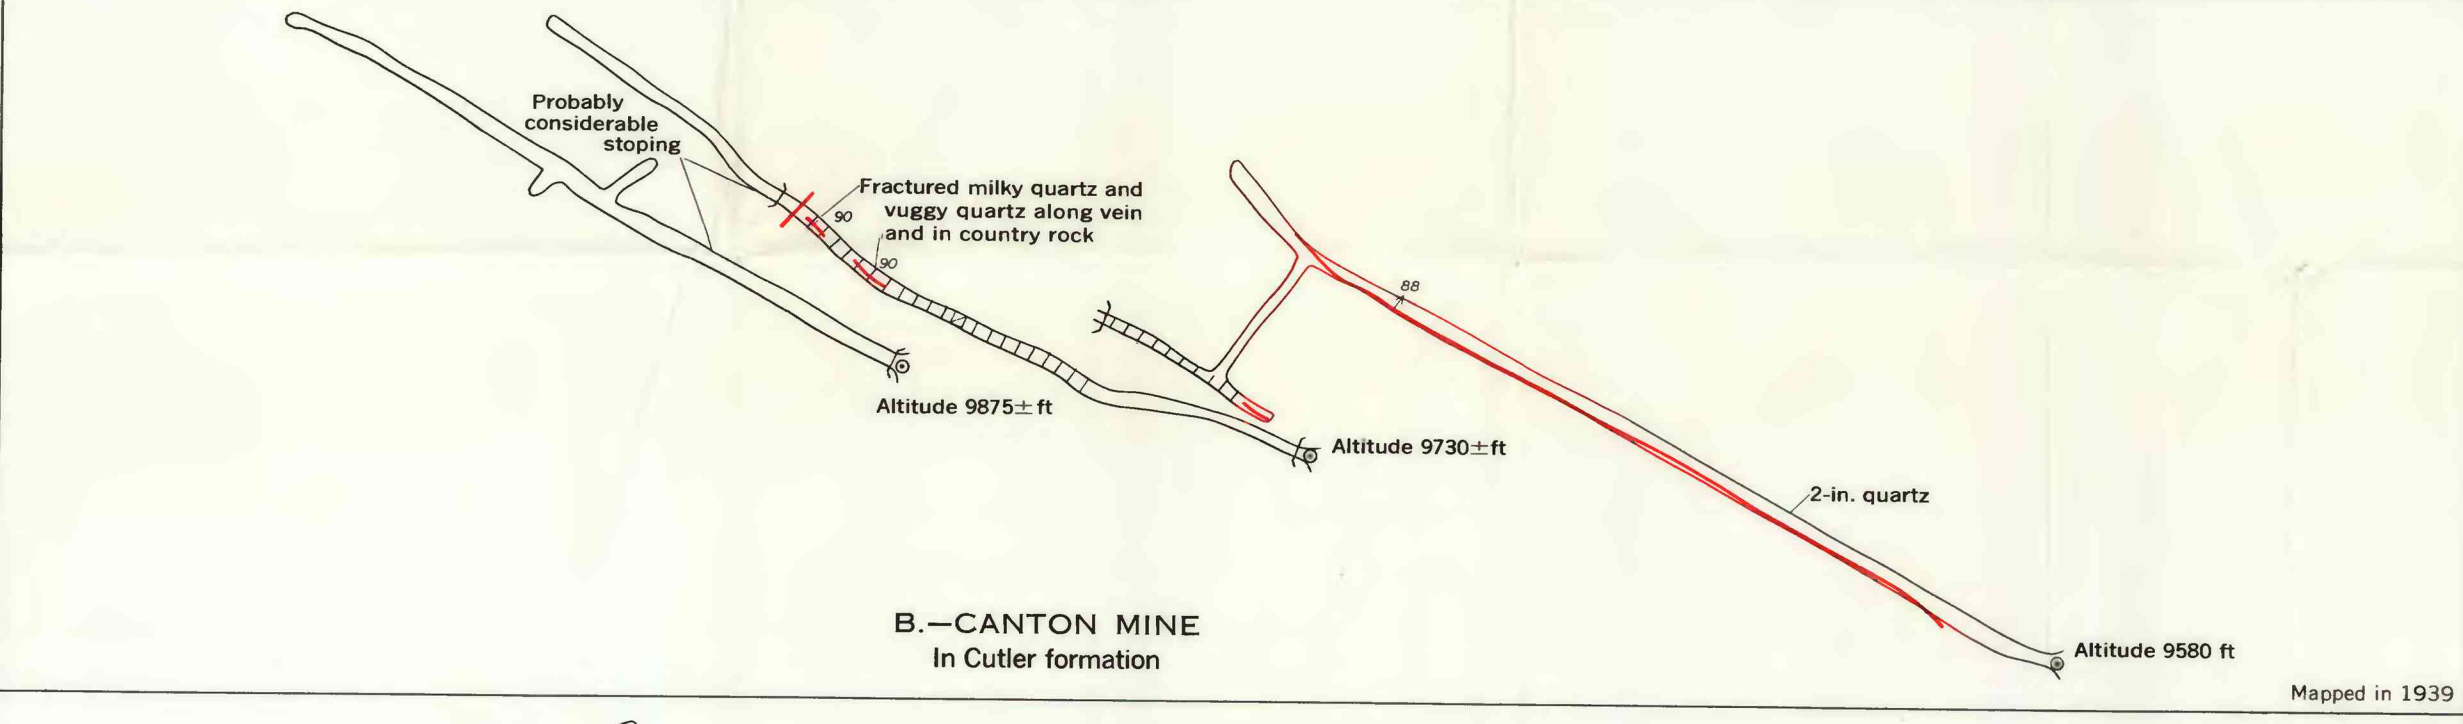 Probably
considerable
stoping
Fractured milky quartz and
vuggy quartz along vein
and in country rock
90
90
88
Altitude 9875±ft
Altitude 9730±ft
2-in. quartz
Altitude 9580 ft
B.—CANTON MINE
In Cutler formation
Mapped in 1939